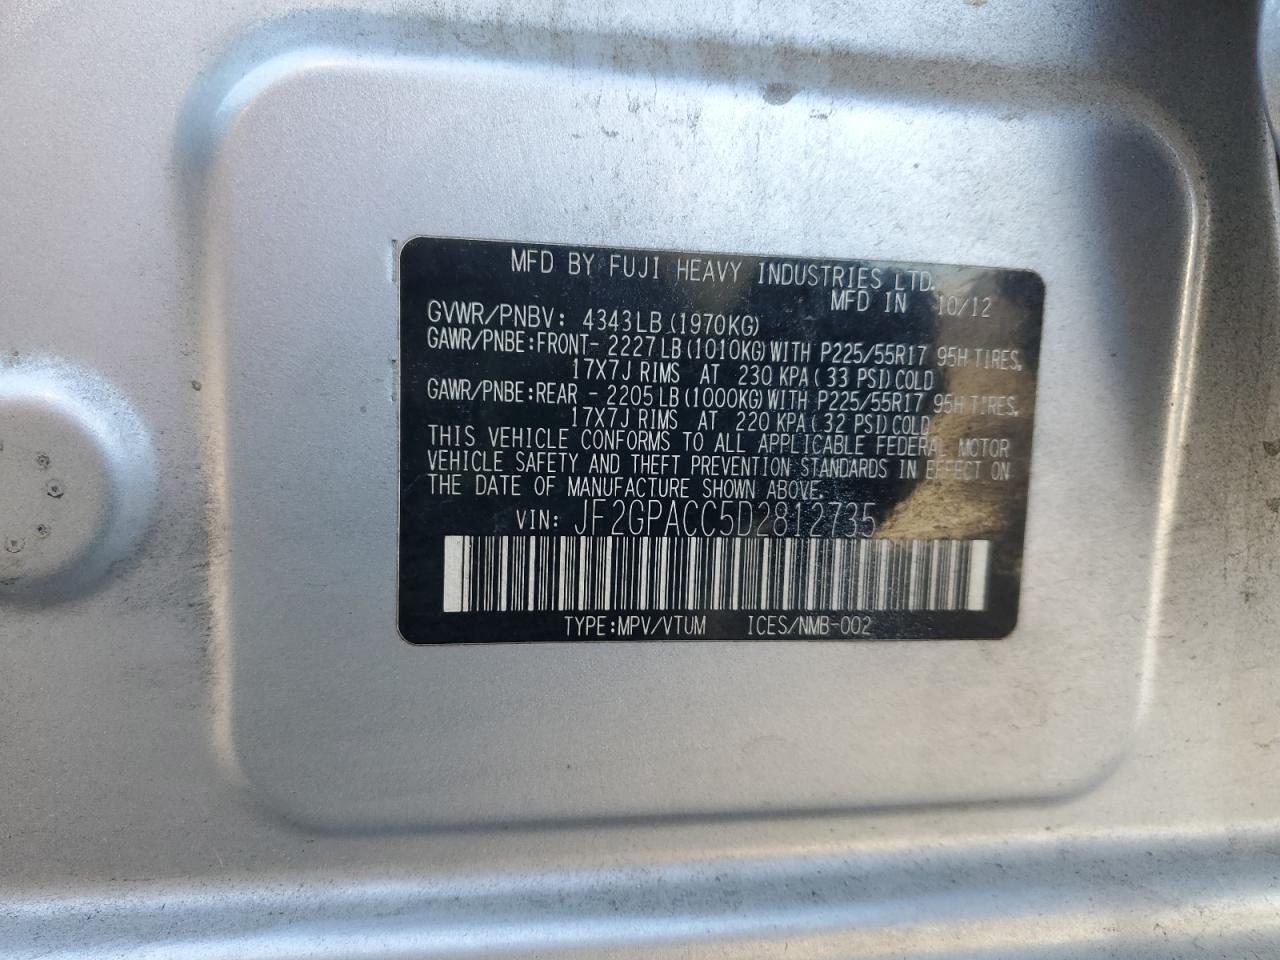 MFD BY FUJI HEAVY INDUSTRIES LTD.
MFD IN 10/12
GVWR/PNBV: 4343LB(1970KG)
GAWR/PNBE:FRONT- 2227LB(1010KG)WITH P225/55R17 95H TIRES,
17X7J RIMS AT 230 KPA( 33 PSI)COLD
GAWR/PNBE:REAR - 2205LB(1000KG)WITH P225/55R17 95H TIRES,
17X7J RIMS AT 220 KPA( 32 PSI)COLD
THIS VEHICLE CONFORMS TO ALL APPLICABLE FEDERAL MOTOR
VEHICLE SAFETY AND THEFT PREVENTION STANDARDS IN EFFECT ON
THE DATE OF MANUFACTURE SHOWN ABOVE.
VIN: JF2GPACC5D2812735
TYPE:MPV/VTUM ICES/NMB-002